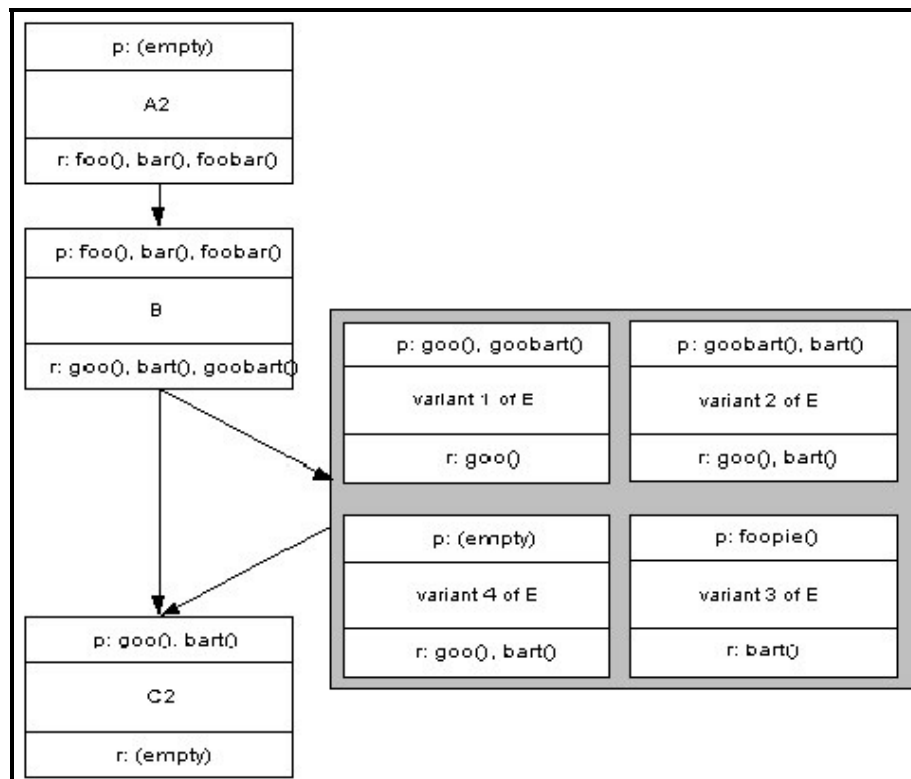 p: (empty)
A2
r: foo(), bar(), foobar()
p: foo(), bar(), foobar()
B
r: goo(), bart(), goobart()
p: goo(), goobart()
variant 1 of E
r: goo()
p: goobart(), bart()
variant 2 of E
r: goo(), bart()
p: (empty)
variant 4 of E
r: goo(), bart()
p: foopie()
variant 3 of E
r: bart()
p: goo(). bart()
C2
r: (empty)